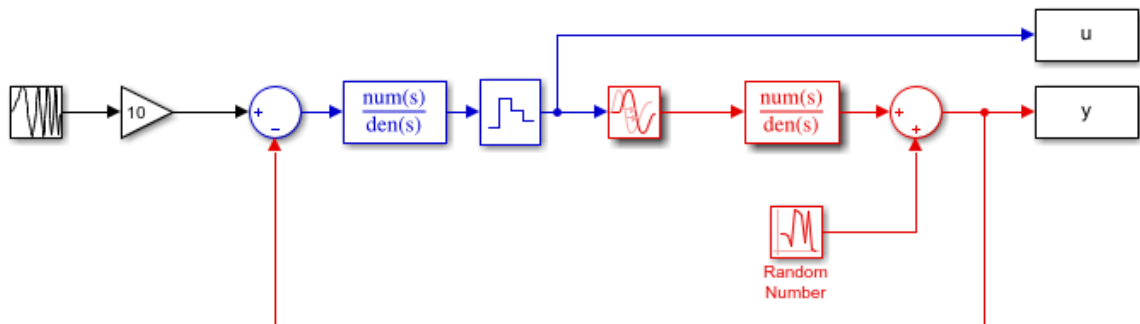 u
10
+
−
num(s)
den(s)
num(s)
den(s)
+
+
y
Random
Number